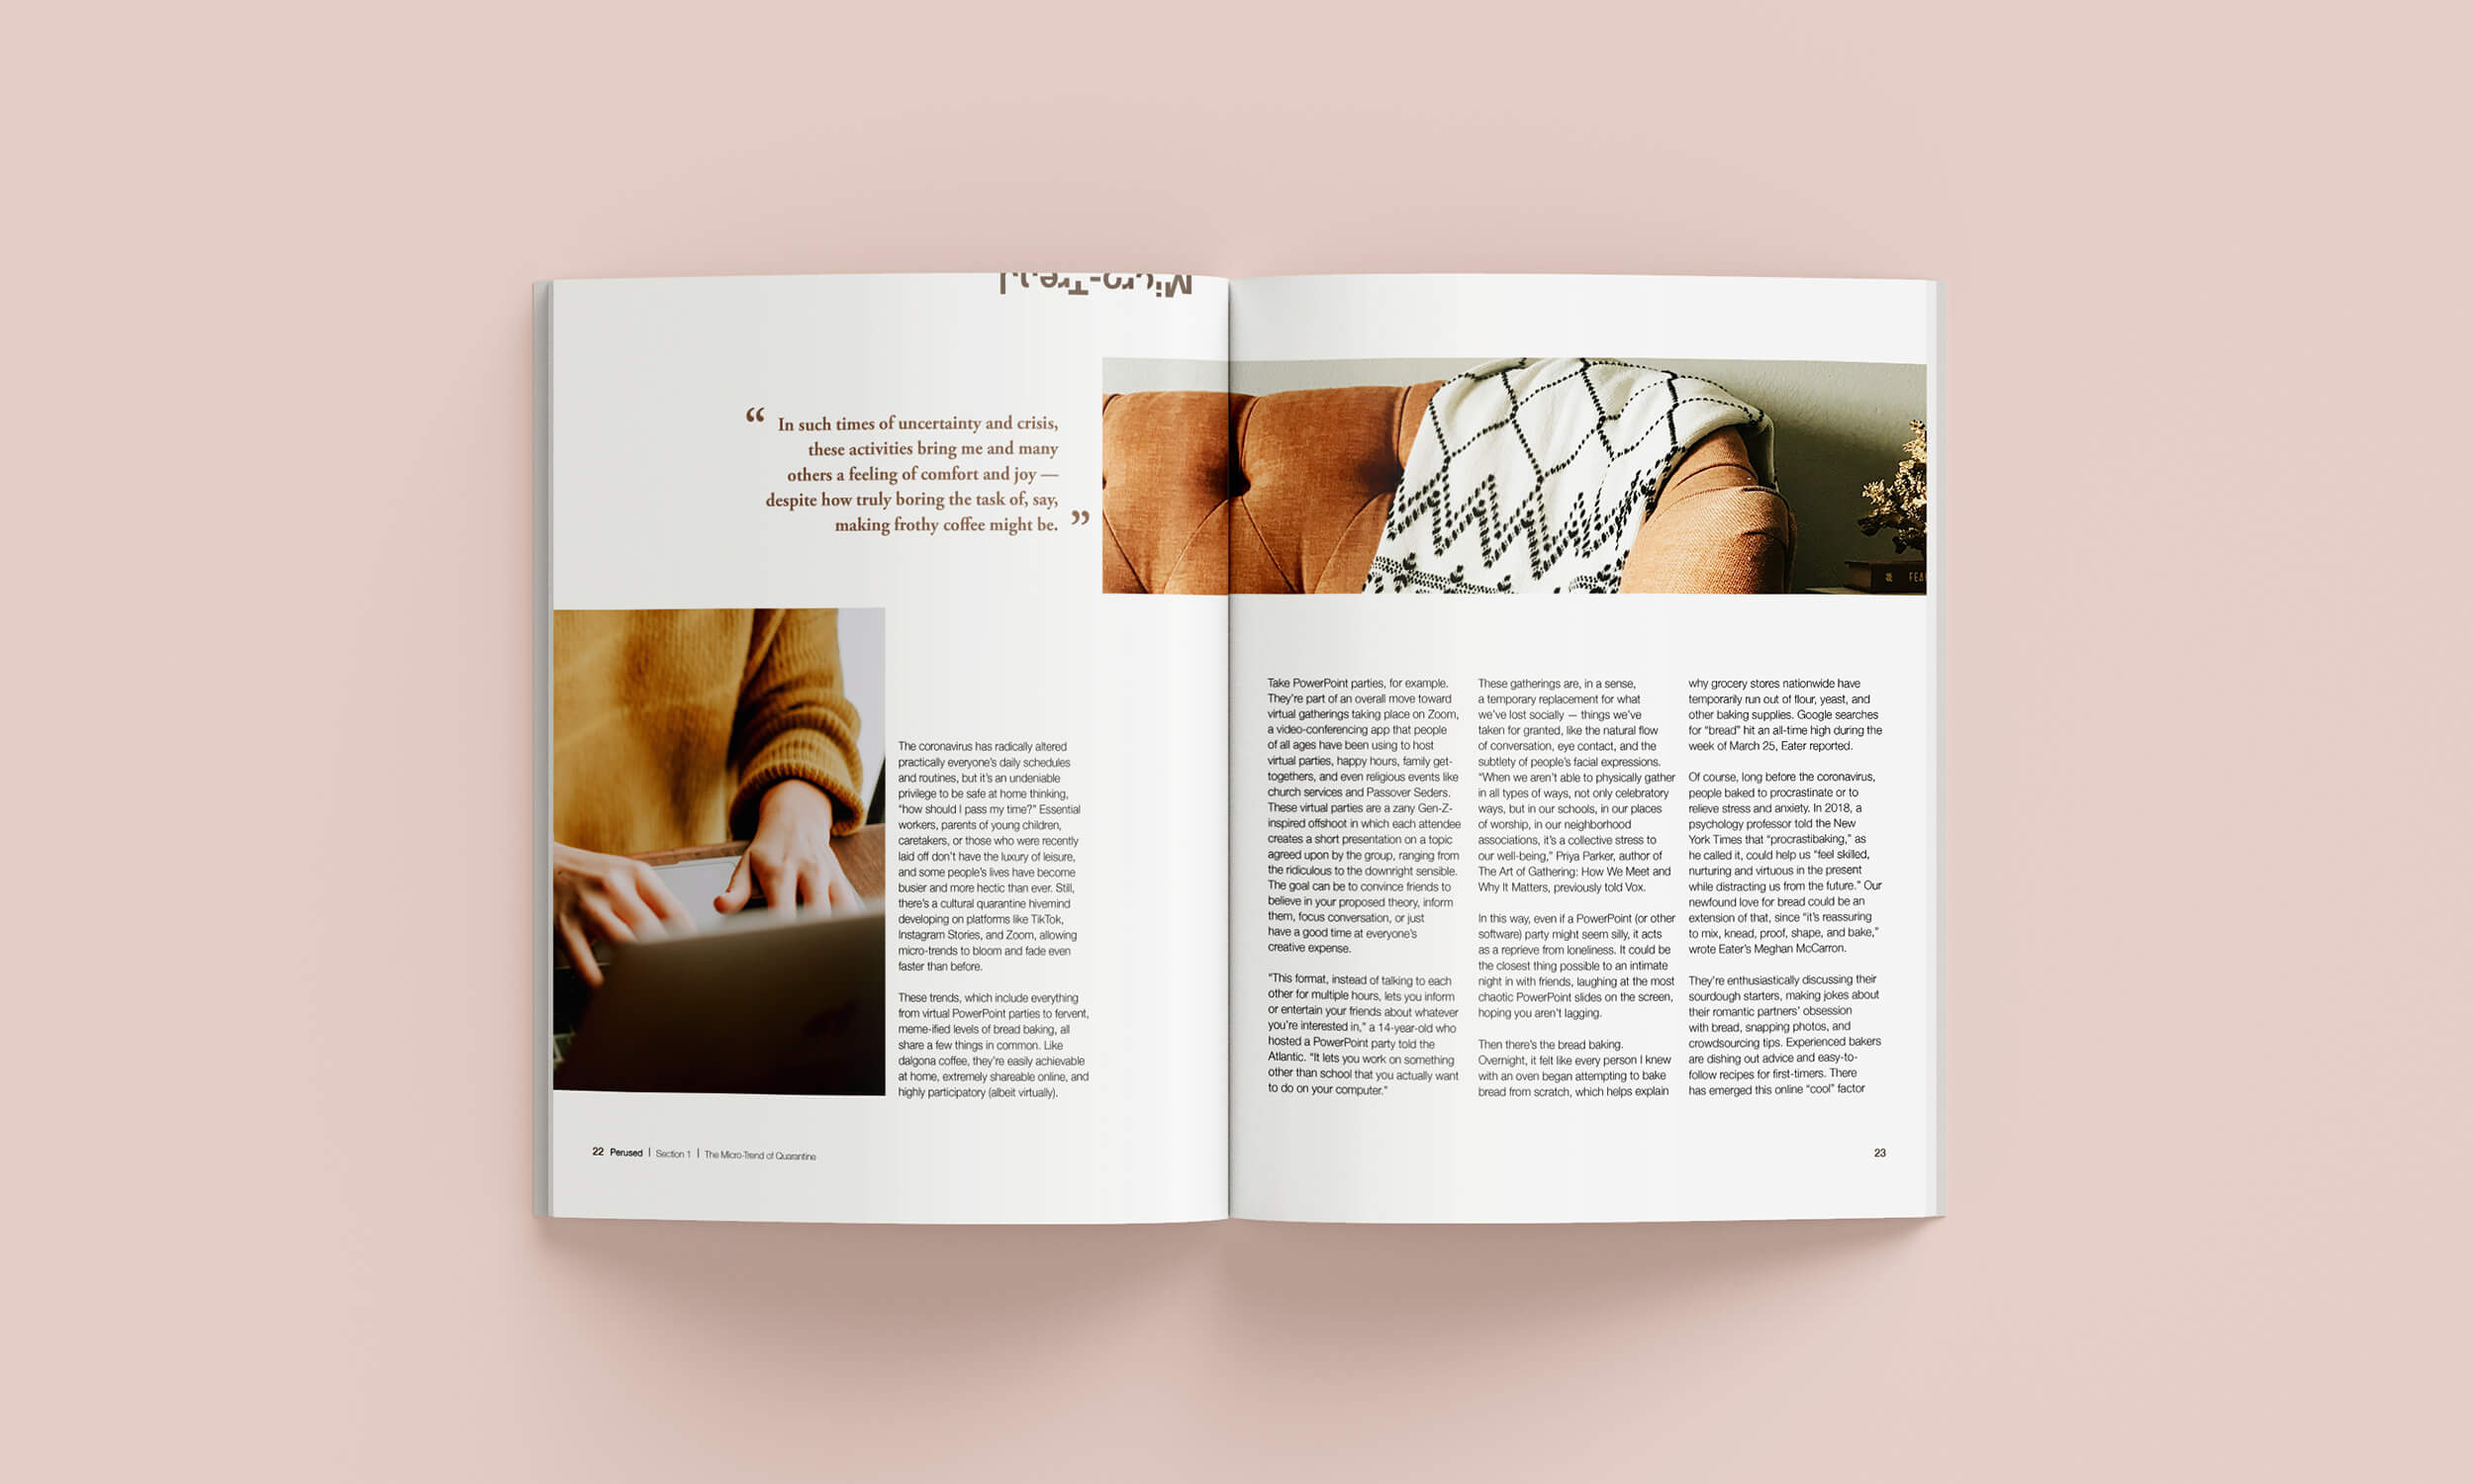 Micro-Trend
“ In such times of uncertainty and crisis,
these activities bring me and many
others a feeling of comfort and joy —
despite how truly boring the task of, say,
making frothy coffee might be. ”
The coronavirus has radically altered
practically everyone's daily schedules
and routines, but it's an undeniable
privilege to be safe at home thinking,
"how should I pass my time?" Essential
workers, parents of young children,
caretakers, or those who were recently
laid off don't have the luxury of leisure,
and some people's lives have become
busier and more hectic than ever. Still,
there's a cultural quarantine hivemind
developing on platforms like TikTok,
Instagram Stories, and Zoom, allowing
micro-trends to bloom and fade even
faster than before.
These trends, which include everything
from virtual PowerPoint parties to fervent,
meme-ified levels of bread baking, all
share a few things in common. Like
dalgona coffee, they're easily achievable
at home, extremely shareable online, and
highly participatory (albeit virtually).
22 Perused | Section 1 | The Micro-Trend of Quarantine
Take PowerPoint parties, for example.
They're part of an overall move toward
virtual gatherings taking place on Zoom,
a video-conferencing app that people
of all ages have been using to host
virtual parties, happy hours, family get-
togethers, and even religious events like
church services and Passover Seders.
These virtual parties are a zany Gen-Z-
inspired offshoot in which each attendee
creates a short presentation on a topic
agreed upon by the group, ranging from
the ridiculous to the downright sensible.
The goal can be to convince friends to
believe in your proposed theory, inform
them, focus conversation, or just
have a good time at everyone's
creative expense.
"This format, instead of talking to each
other for multiple hours, lets you inform
or entertain your friends about whatever
you're interested in," a 14-year-old who
hosted a PowerPoint party told the
Atlantic. "It lets you work on something
other than school that you actually want
to do on your computer."
These gatherings are, in a sense,
a temporary replacement for what
we've lost socially — things we've
taken for granted, like the natural flow
of conversation, eye contact, and the
subtlety of people's facial expressions.
"When we aren't able to physically gather
in all types of ways, not only celebratory
ways, but in our schools, in our places
of worship, in our neighborhood
associations, it's a collective stress to
our well-being," Priya Parker, author of
The Art of Gathering: How We Meet and
Why It Matters, previously told Vox.
In this way, even if a PowerPoint (or other
software) party might seem silly, it acts
as a reprieve from loneliness. It could be
the closest thing possible to an intimate
night in with friends, laughing at the most
chaotic PowerPoint slides on the screen,
hoping you aren't lagging.
Then there's the bread baking.
Overnight, it felt like every person I knew
with an oven began attempting to bake
bread from scratch, which helps explain
why grocery stores nationwide have
temporarily run out of flour, yeast, and
other baking supplies. Google searches
for "bread" hit an all-time high during the
week of March 25, Eater reported.
Of course, long before the coronavirus,
people baked to procrastinate or to
relieve stress and anxiety. In 2018, a
psychology professor told the New
York Times that "procrastibaking," as
he called it, could help us "feel skilled,
nurturing and virtuous in the present
while distracting us from the future." Our
newfound love for bread could be an
extension of that, since "it's reassuring
to mix, knead, proof, shape, and bake,"
wrote Eater's Meghan McCarron.
They're enthusiastically discussing their
sourdough starters, making jokes about
their romantic partners' obsession
with bread, snapping photos, and
crowdsourcing tips. Experienced bakers
are dishing out advice and easy-to-
follow recipes for first-timers. There
has emerged this online "cool" factor
23